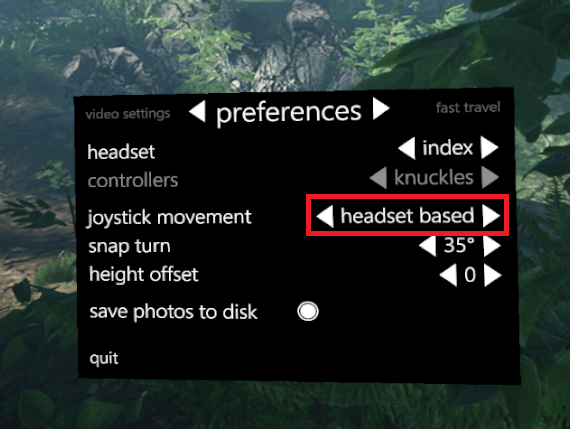 video settings preferences fast travel
headset index
controllers knuckles
joystick movement headset based
snap turn 35°
height offset 0
save photos to disk
quit